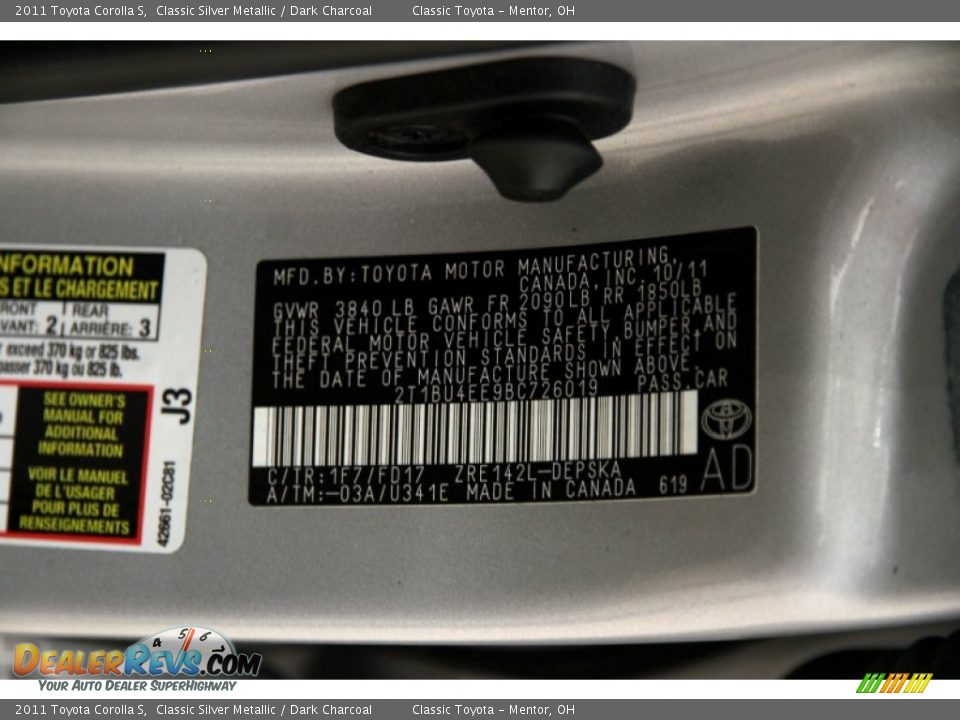 2011 Toyota Corolla S, Classic Silver Metallic / Dark Charcoal Classic Toyota – Mentor, OH
NFORMATION
S ET LE CHARGEMENT
RONT REAR
VANT: 2 ARRIÈRE: 3
r exceed 370 kg or 825 lbs.
passer 370 kg ou 825 lb.
SEE OWNER'S
MANUAL FOR
ADDITIONAL
INFORMATION
VOIR LE MANUEL
DE L'USAGER
POUR PLUS DE
RENSEIGNEMENTS
J3
42661-02C81
MFD.BY:TOYOTA MOTOR MANUFACTURING,
CANADA,INC.10/11
GVWR 3840LB GAWR FR 2090LB RR 1850LB
THIS VEHICLE CONFORMS TO ALL APPLICABLE
FEDERAL MOTOR VEHICLE SAFETY,BUMPER,AND
THEFT PREVENTION STANDARDS IN EFFECT ON
THE DATE OF MANUFACTURE SHOWN ABOVE.
2T1BU4EE9BC726019 PASS.CAR
C/TR:1F7/FD17 ZRE142L-DEPSKA
A/TM:-03A/U341E MADE IN CANADA 619
AD
4 5 6
DEALERREVS.COM
YOUR AUTO DEALER SUPERHIGHWAY
2011 Toyota Corolla S, Classic Silver Metallic / Dark Charcoal Classic Toyota – Mentor, OH